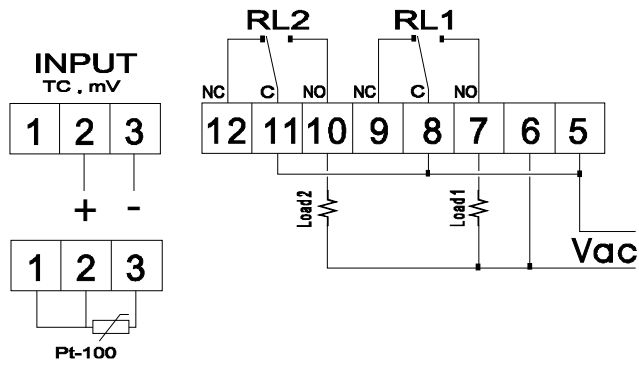 RL2 RL1
INPUT
TC , mV
NC C NO NC C NO
1 2 3
12 11 10 9 8 7 6 5
+ -
Load2
Load1
Vac
1 2 3
Pt-100